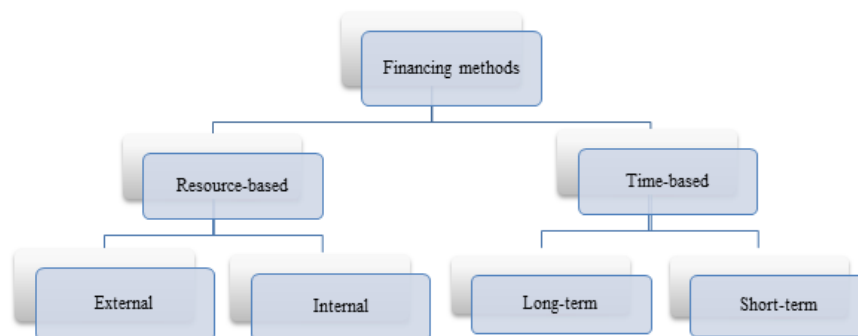 Financing methods
Resource-based
Time-based
External
Internal
Long-term
Short-term